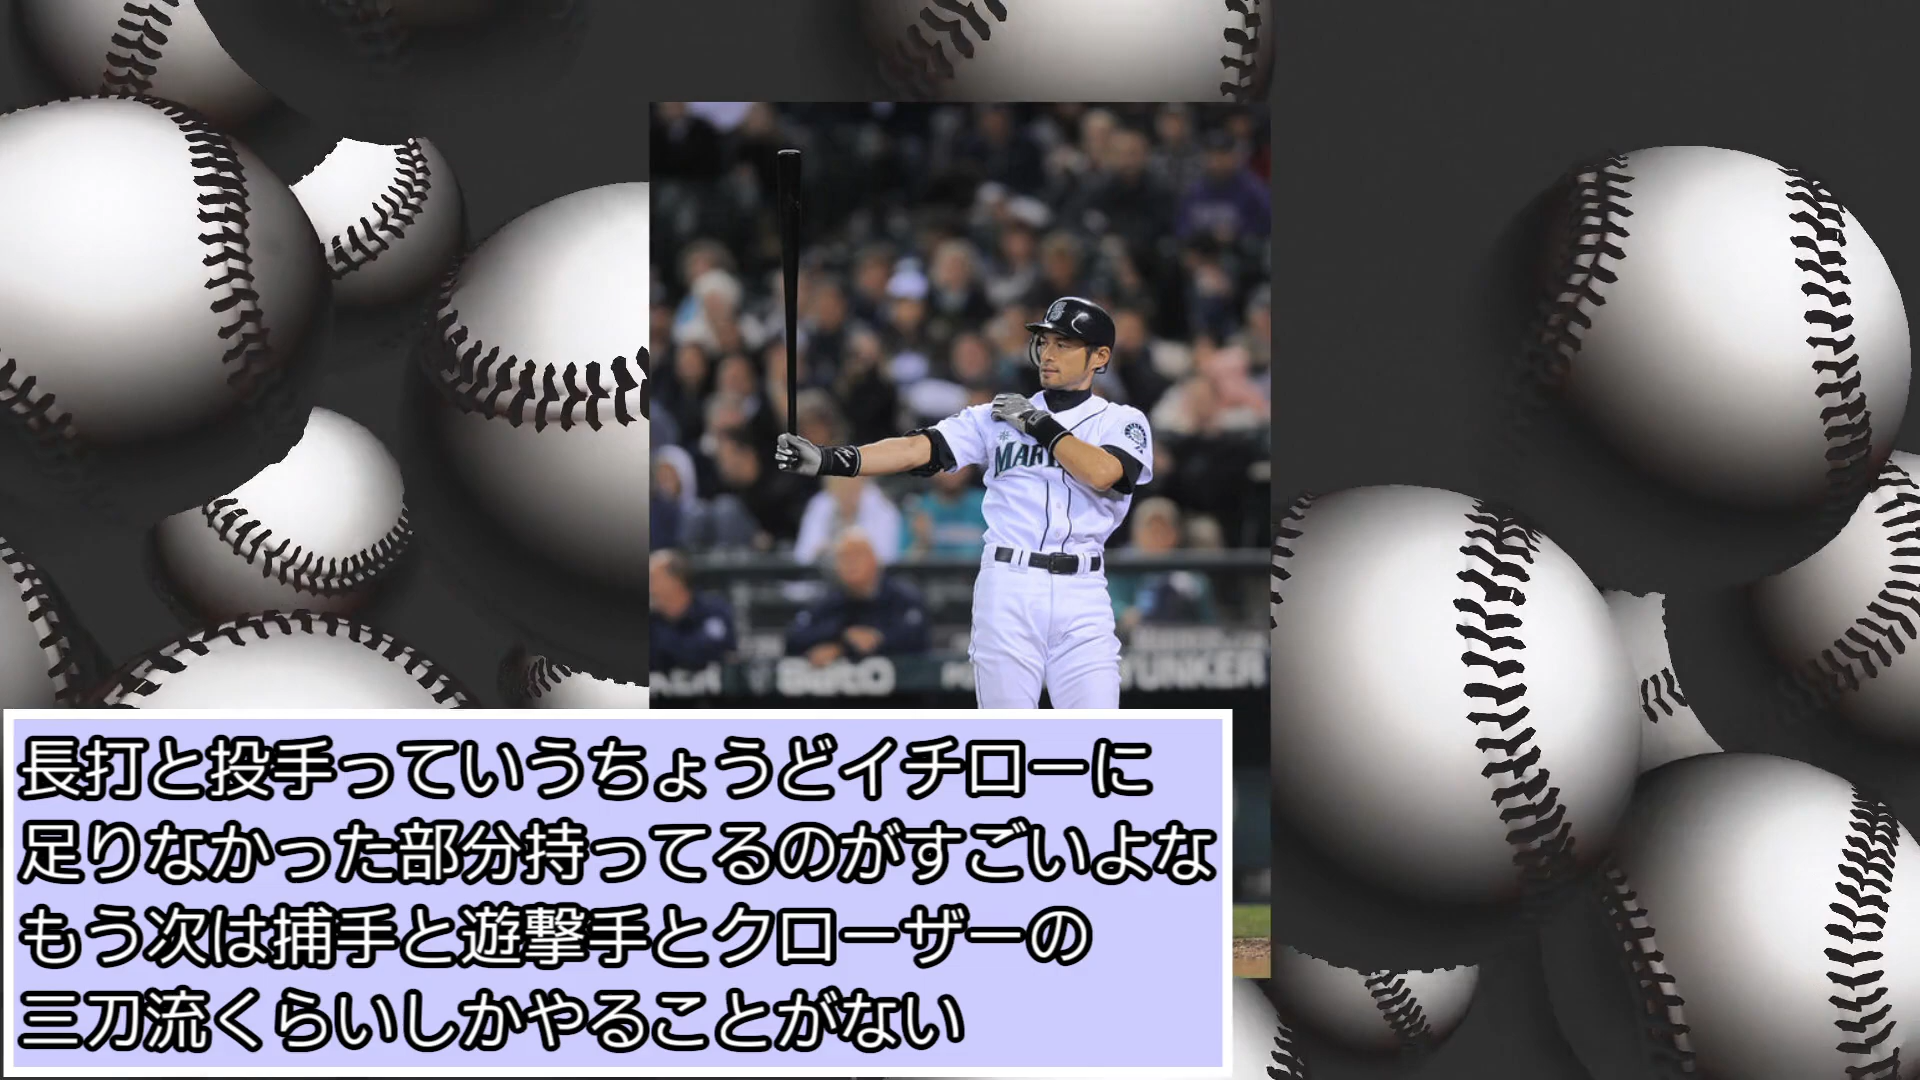 長打と投手っていうちょうどイチローに
足りなかった部分持ってるのがすごいよな
もう次は捕手と遊撃手とクローザーの
三刀流くらいしかやることがない
MAR
YUNKER